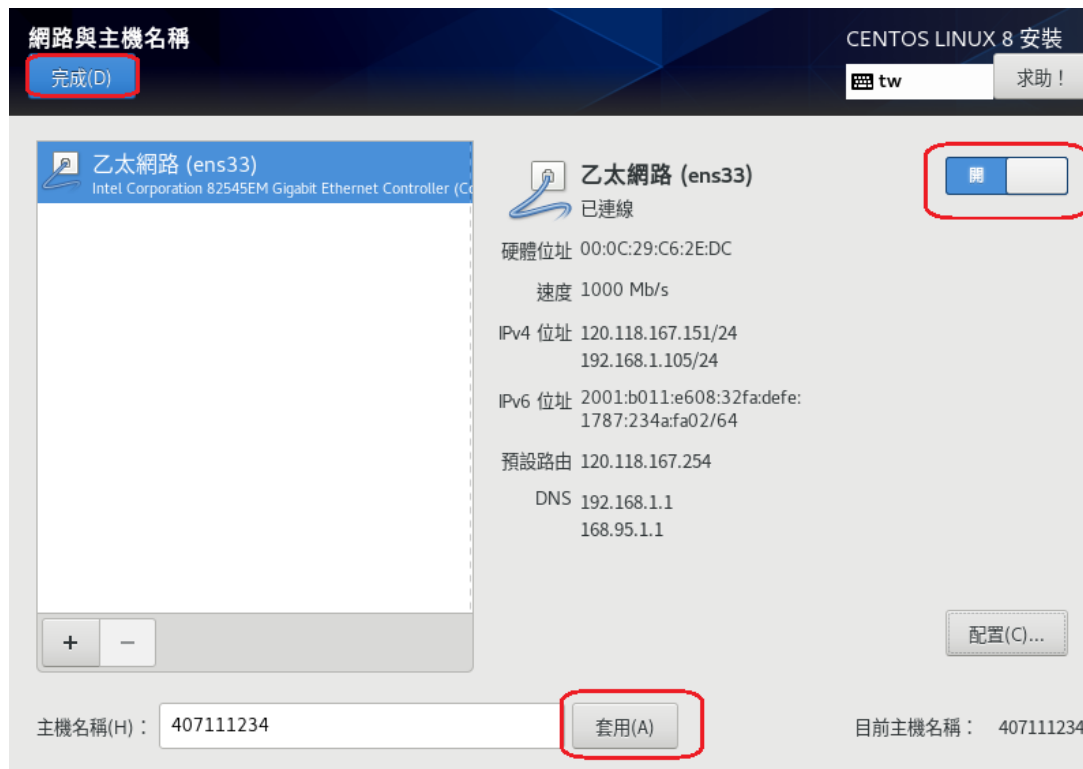 網路與主機名稱
CENTOS LINUX 8 安裝
完成(D)
tw
求助！
乙太網路 (ens33)
Intel Corporation 82545EM Gigabit Ethernet Controller (Co
乙太網路 (ens33)
已連線
開
硬體位址 00:0C:29:C6:2E:DC
速度 1000 Mb/s
IPv4 位址 120.118.167.151/24
192.168.1.105/24
IPv6 位址 2001:b011:e608:32fa:defe:
1787:234a:fa02/64
預設路由 120.118.167.254
DNS 192.168.1.1
168.95.1.1
+ −
配置(C)...
主機名稱(H)： 407111234
套用(A)
目前主機名稱： 407111234